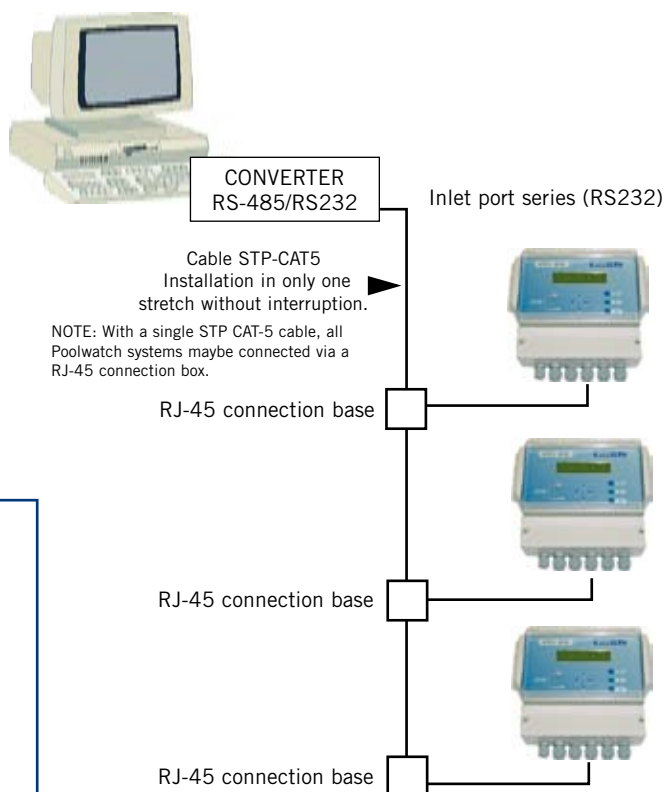 CONVERTER
RS-485/RS232
Inlet port series (RS232)
Cable STP-CAT5
Installation in only one
stretch without interruption.
NOTE: With a single STP CAT-5 cable, all
Poolwatch systems maybe connected via a
RJ-45 connection box.
RJ-45 connection base
RJ-45 connection base
RJ-45 connection base